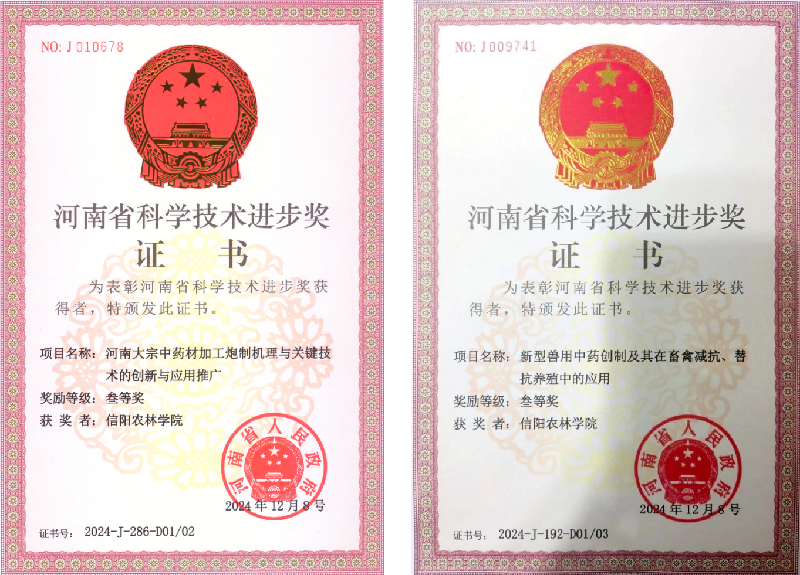 NO: J010678
河南省科学技术进步奖
证 书
为表彰河南省科学技术进步奖获
得者，特颁发此证书。
项目名称：河南大宗中药材加工炮制机理与关键技
术的创新与应用推广
奖励等级：叁等奖
获 奖 者：信阳农林学院
河南省人民政府
2024年12月8号
证书号： 2024-J-286-D01/02
NO: J009741
河南省科学技术进步奖
证 书
为表彰河南省科学技术进步奖获
得者，特颁发此证书。
项目名称：新型兽用中药创制及其在畜禽减抗、替
抗养殖中的应用
奖励等级：叁等奖
获 奖 者：信阳农林学院
河南省人民政府
2024年12月8号
证书号： 2024-J-192-D01/03